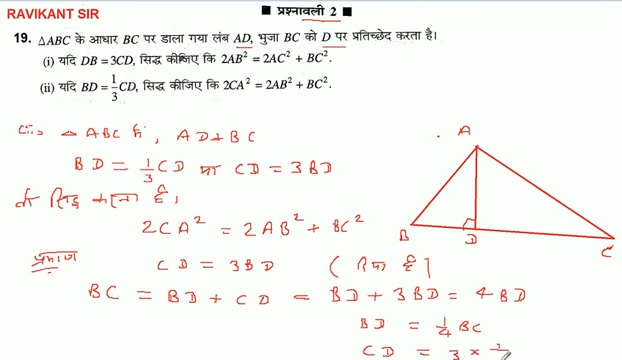 RAVIKANT SIR
■ प्रश्नावली 2 ■
19. △ABC के आधार BC पर डाला गया लंब AD, भुजा BC को D पर प्रतिच्छेद करता है।
(i) यदि DB = 3CD, सिद्ध कीजिए कि 2AB² = 2AC² + BC².
(ii) यदि BD = 1/3 CD, सिद्ध कीजिए कि 2CA² = 2AB² + BC².
(ii) △ ABC में, AD ⊥ BC
BD = 1/3 CD या CD = 3BD
तो सिद्ध करना है,
2CA² = 2AB² + BC²
प्रमाण
CD = 3BD (दिया है)
BC = BD + CD = BD + 3BD = 4BD
BD = 1/4 BC
CD = 3 ×
A
B
D
C